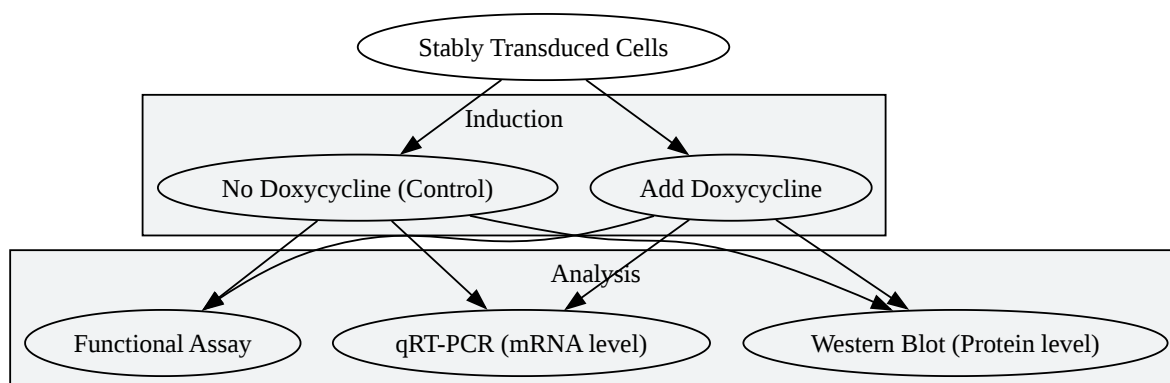 Stably Transduced Cells
Induction
No Doxycycline (Control)
Add Doxycycline
Analysis
Functional Assay
qRT-PCR (mRNA level)
Western Blot (Protein level)